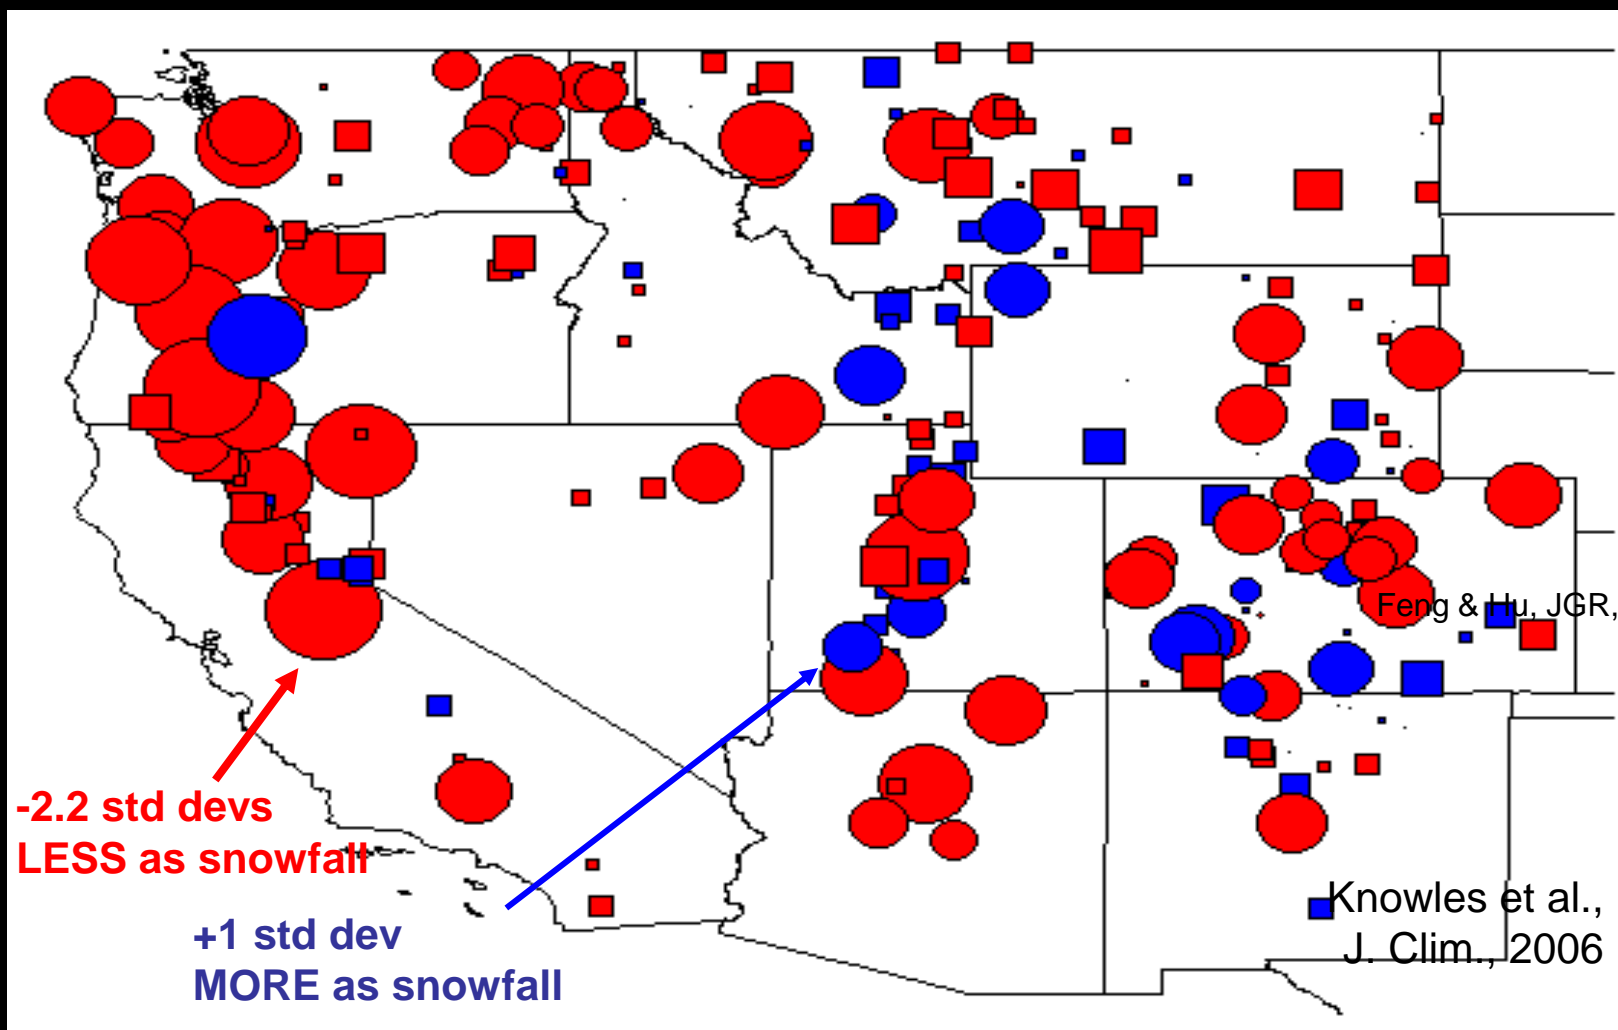 Feng & Hu, JGR,
-2.2 std devs
LESS as snowfall
+1 std dev
MORE as snowfall
Knowles et al.,
J. Clim., 2006